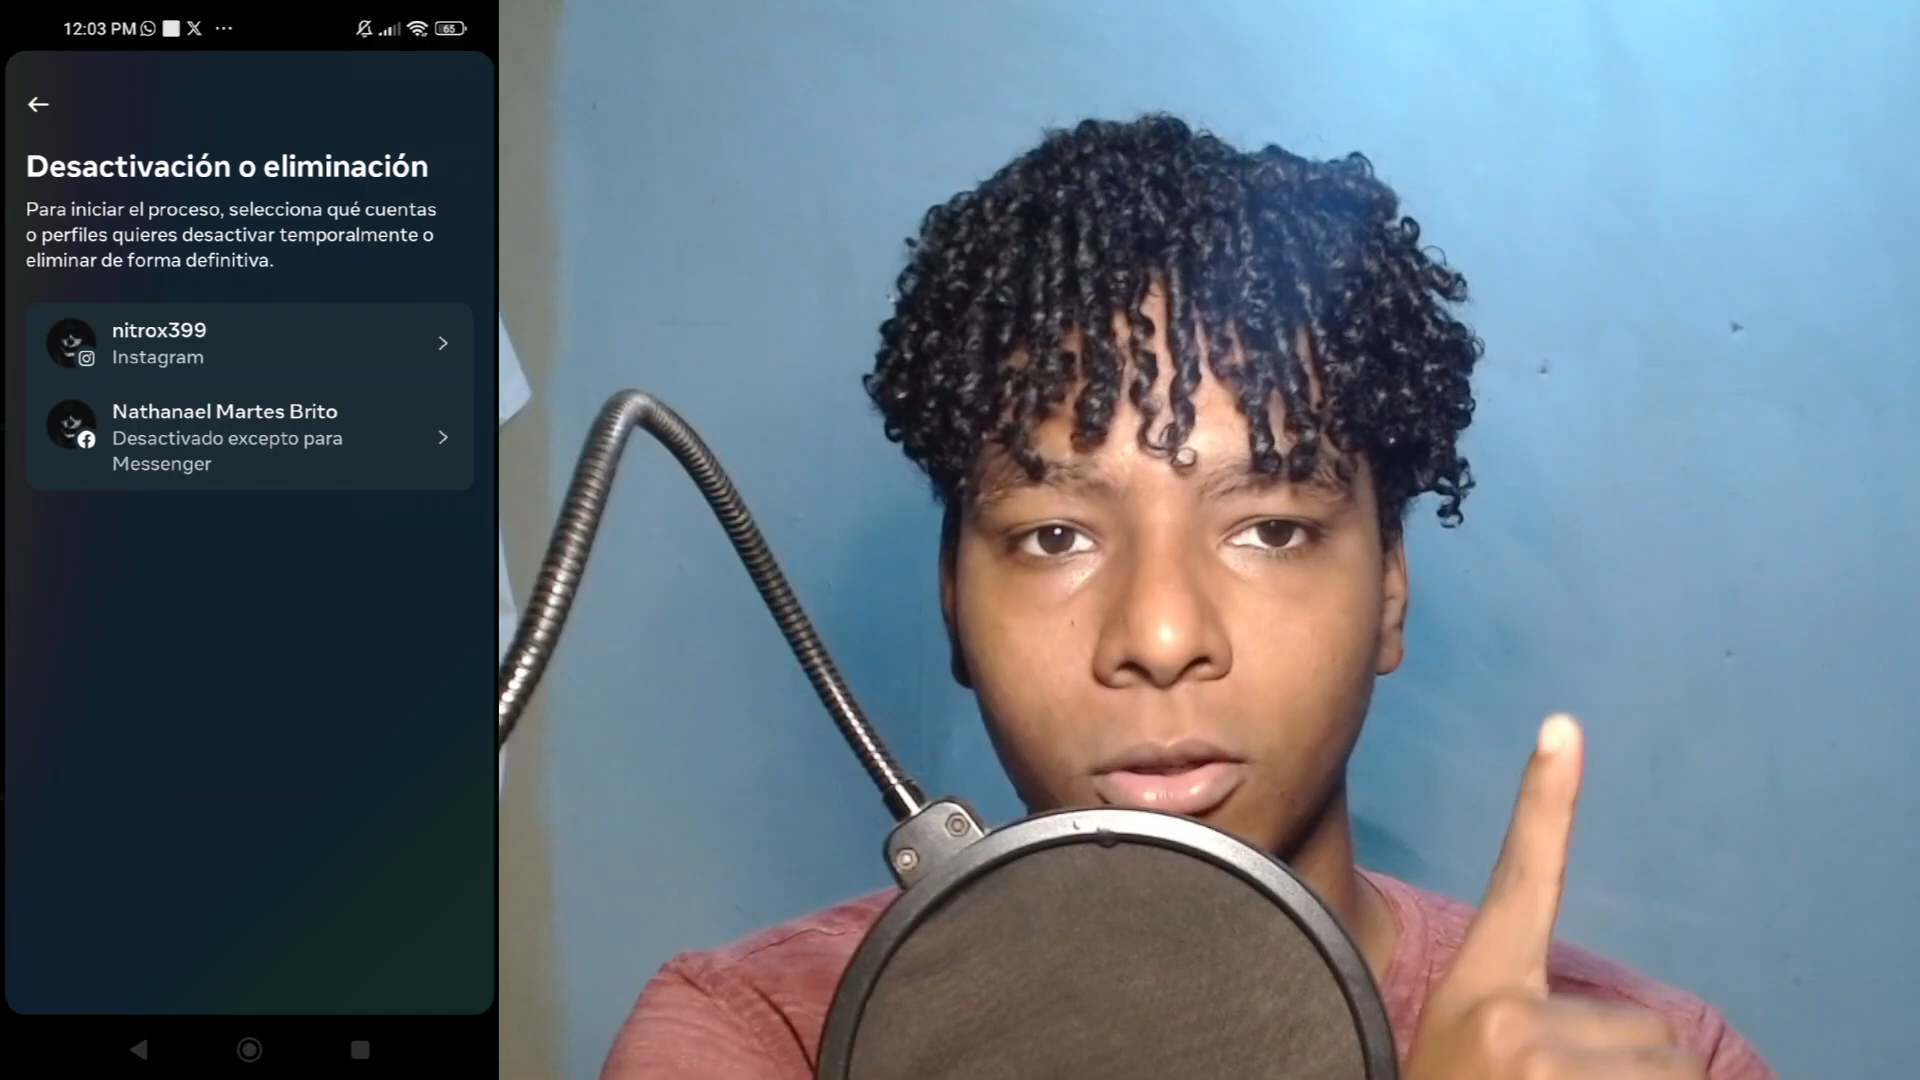 12:03 PM
65
Desactivación o eliminación
Para iniciar el proceso, selecciona qué cuentas
o perfiles quieres desactivar temporalmente o
eliminar de forma definitiva.
nitrox399
Instagram
Nathanael Martes Brito
Desactivado excepto para
Messenger